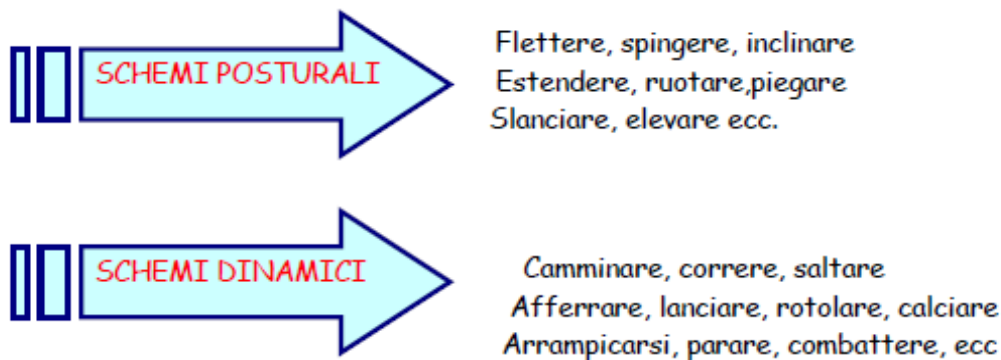 SCHEMI POSTURALI
Flettere, spingere, inclinare
Estendere, ruotare,piegare
Slanciare, elevare ecc.
SCHEMI DINAMICI
Camminare, correre, saltare
Afferrare, lanciare, rotolare, calciare
Arrampicarsi, parare, combattere, ecc